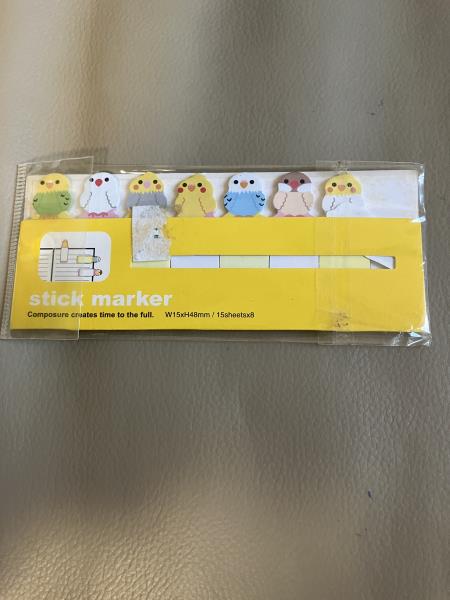 stick marker
Composure creates time to the full. W15xH48mm / 15sheetsx8